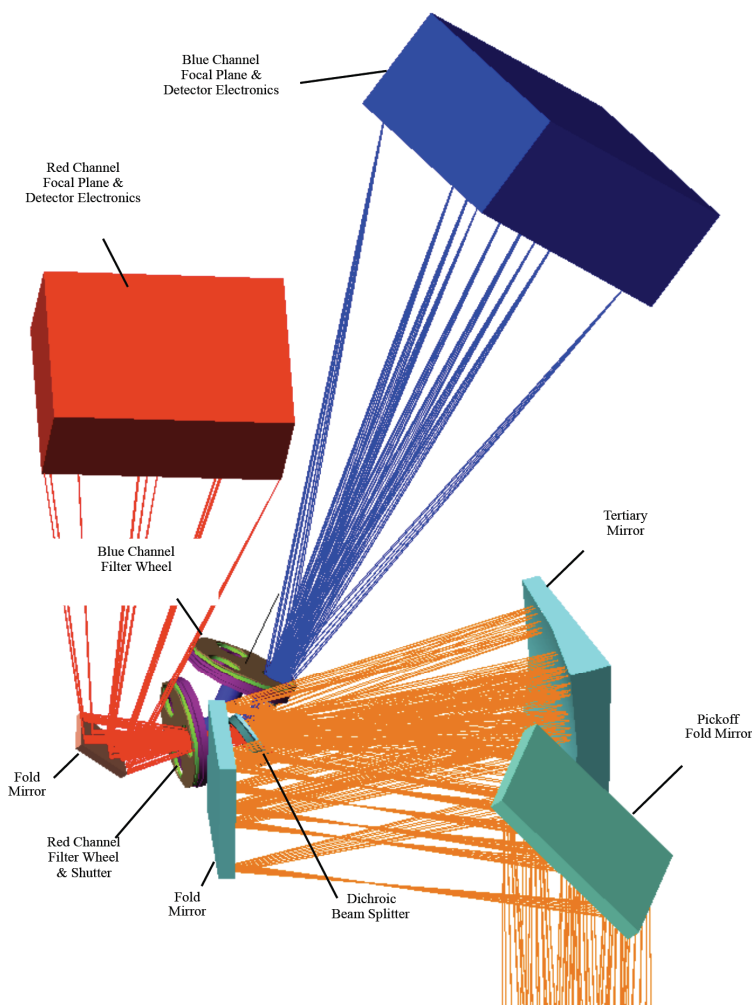 Blue Channel
Focal Plane &
Detector Electronics
Red Channel
Focal Plane &
Detector Electronics
Tertiary
Mirror
Blue Channel
Filter Wheel
Pickoff
Fold Mirror
Fold
Mirror
Red Channel
Filter Wheel
& Shutter
Fold
Mirror
Dichroic
Beam Splitter